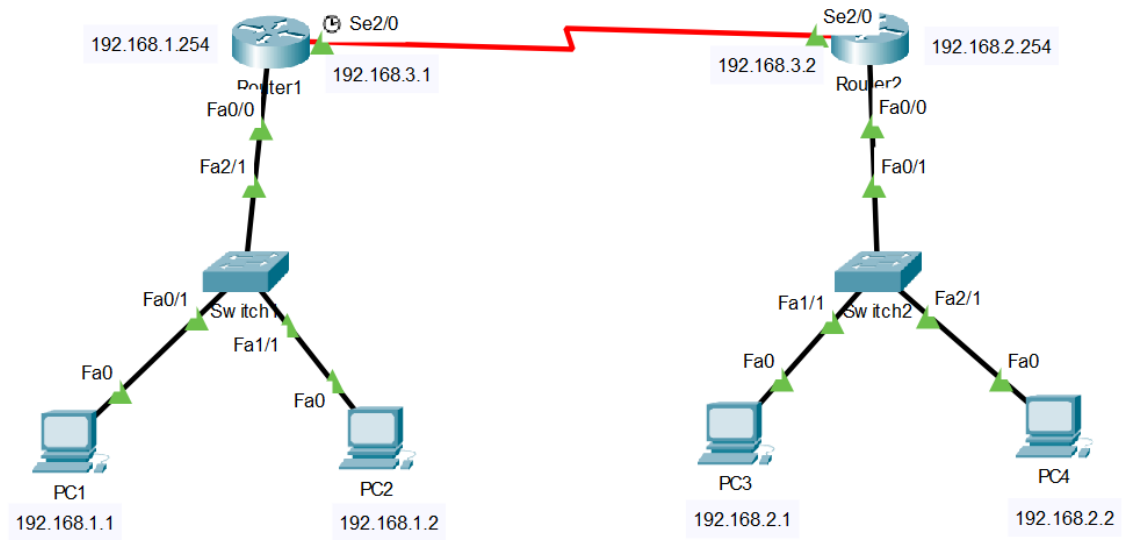 Se2/0
192.168.1.254
192.168.3.1
Router1
Fa0/0
Fa2/1
Switch1
Fa0/1
Fa1/1
Fa0
Fa0
PC1
192.168.1.1
PC2
192.168.1.2
Se2/0
192.168.2.254
192.168.3.2
Router2
Fa0/0
Fa0/1
Switch2
Fa1/1
Fa2/1
Fa0
Fa0
PC3
192.168.2.1
PC4
192.168.2.2